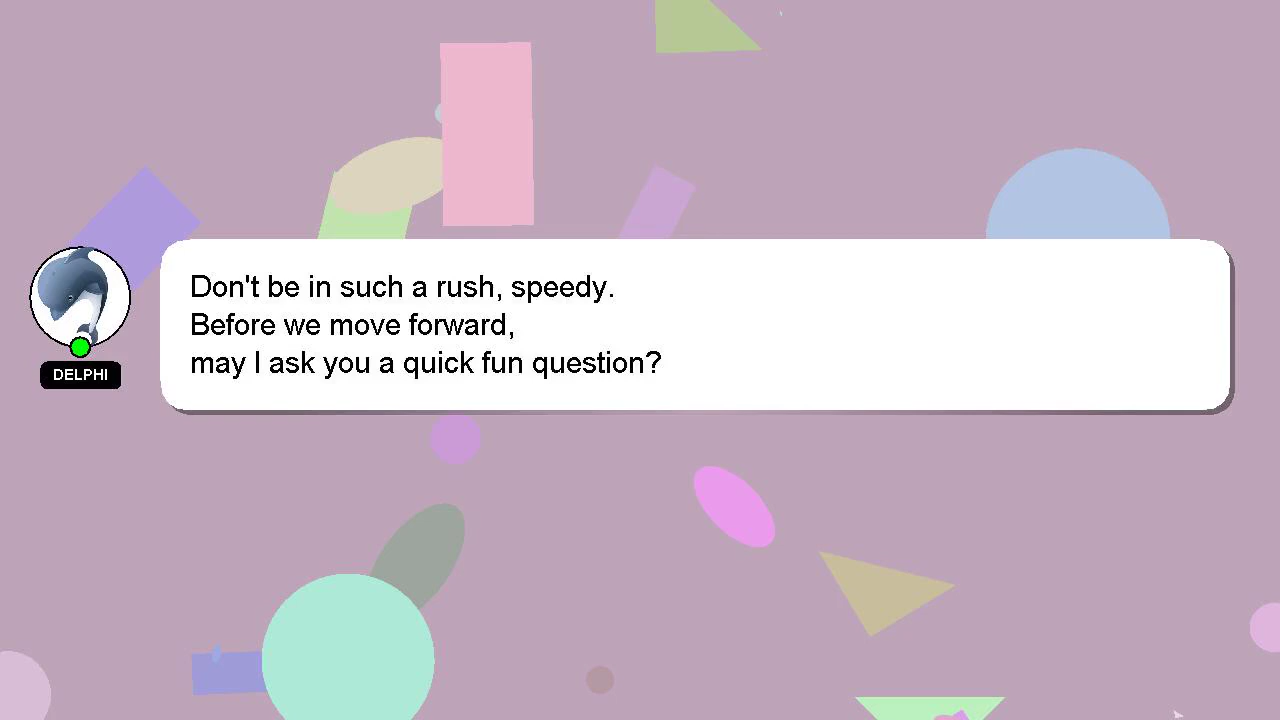 Don't be in such a rush, speedy.
Before we move forward,
may I ask you a quick fun question?
DELPHI